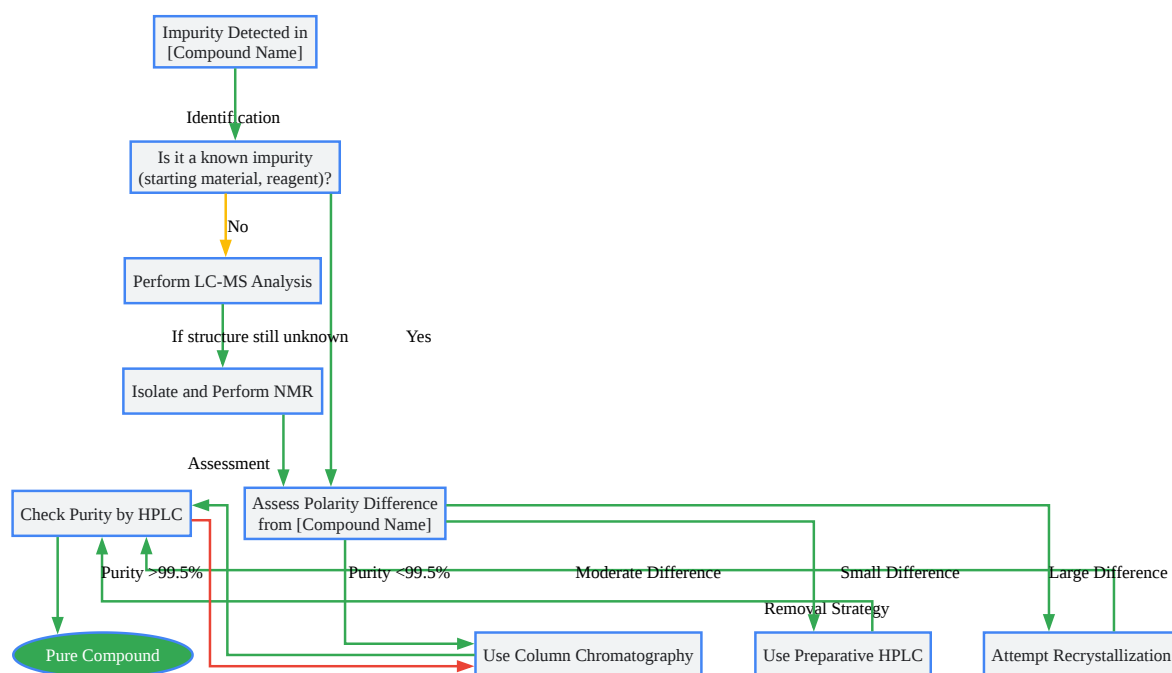 Impurity Detected in
[Compound Name]
Identification
Is it a known impurity
(starting material, reagent)?
No
Perform LC-MS Analysis
If structure still unknown
Yes
Isolate and Perform NMR
Assessment
Check Purity by HPLC
Assess Polarity Difference
from [Compound Name]
Purity >99.5%
Purity <99.5%
Moderate Difference
Small Difference
Large Difference
Removal Strategy
Pure Compound
Use Column Chromatography
Use Preparative HPLC
Attempt Recrystallization